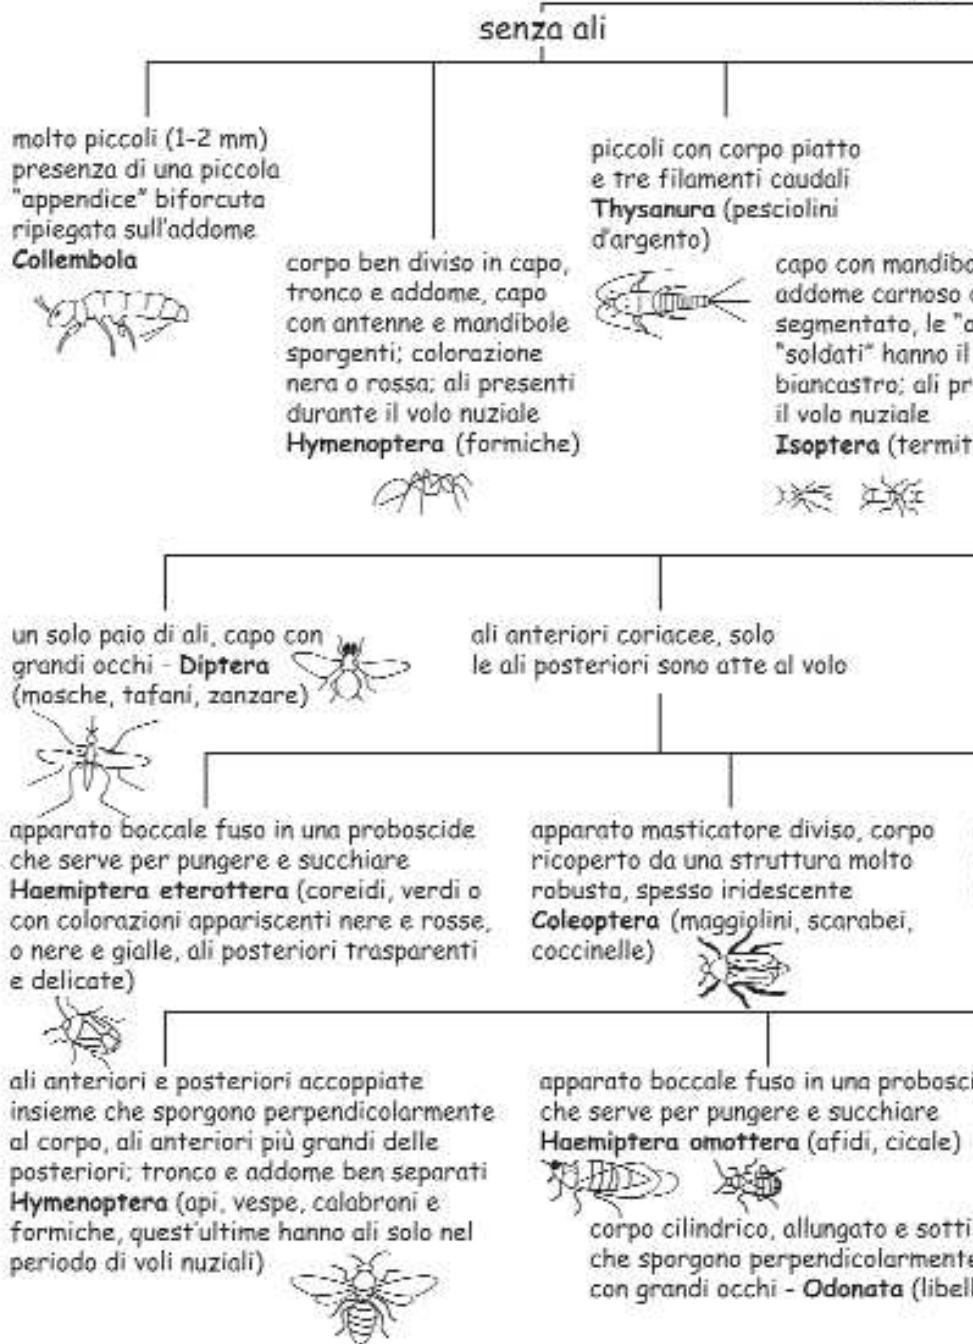 senza ali
molto piccoli (1-2 mm)
presenza di una piccola
"appendice" biforcuta
ripiegata sull'addome
Collembola
corpo ben diviso in capo,
tronco e addome, capo
con antenne e mandibole
sporgenti; colorazione
nera o rossa; ali presenti
durante il volo nuziale
Hymenoptera (formiche)
piccoli con corpo piatto
e tre filamenti caudali
Thysanura (pesciolini
d'argento)
capo con mandibo
addome carnoso
segmentato, le
"soldati" hanno il
biancastro; ali pr
il volo nuziale
Isoptera (termit
un solo paio di ali, capo con
grandi occhi - Diptera
(mosche, tafani, zanzare)
ali anteriori coriacee, solo
le ali posteriori sono atte al volo
apparato boccale fuso in una proboscide
che serve per pungere e succhiare
Haemiptera eterottera (coreidi, verdi o
con colorazioni appariscenti nere e rosse,
o nere e gialle, ali posteriori trasparenti
e delicate)
apparato masticatore diviso, corpo
ricoperto da una struttura molto
robusta, spesso iridescente
Coleoptera (maggiolini, scarabei,
coccinelle)
ali anteriori e posteriori accoppiate
insieme che sporgono perpendicolarmente
al corpo, ali anteriori più grandi delle
posteriori; tronco e addome ben separati
Hymenoptera (api, vespe, calabroni e
formiche, quest'ultime hanno ali solo nel
periodo di voli nuziali)
apparato boccale fuso in una probosci
che serve per pungere e succhiare
Haemiptera omottera (afidi, cicale)
corpo cilindrico, allungato e sotti
che sporgono perpendicolarmente
con grandi occhi - Odonata (libell